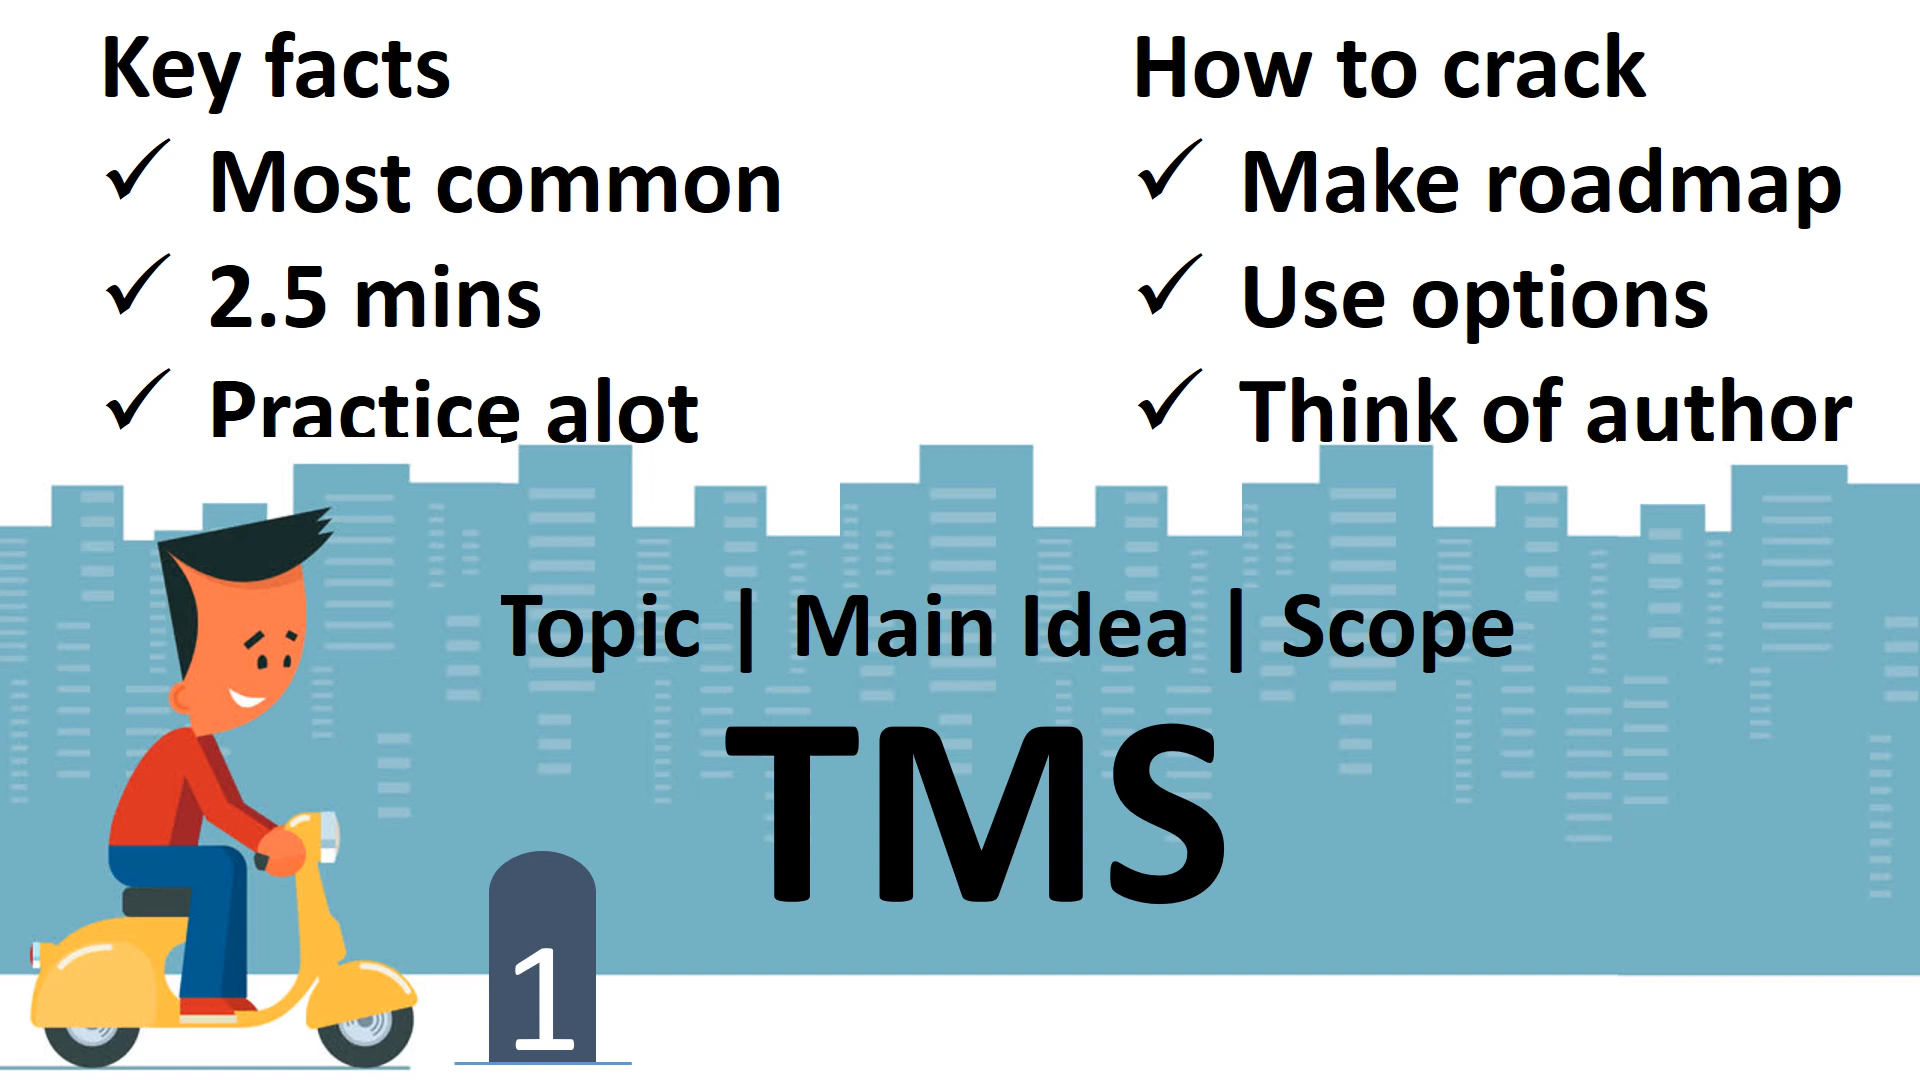 Key facts
✓ Most common
✓ 2.5 mins
✓ Practice alot
How to crack
✓ Make roadmap
✓ Use options
✓ Think of author
Topic | Main Idea | Scope
TMS
1